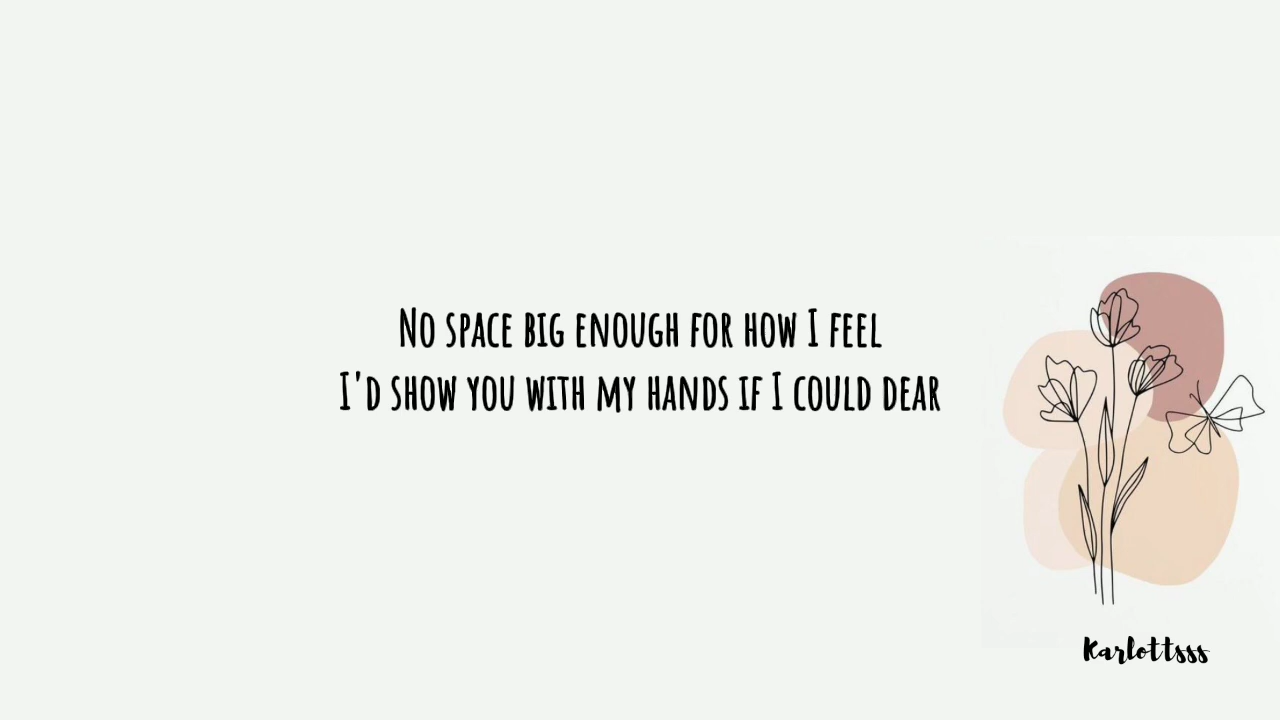 No space big enough for how I feel
I'd show you with my hands if I could dear
Karlottsss